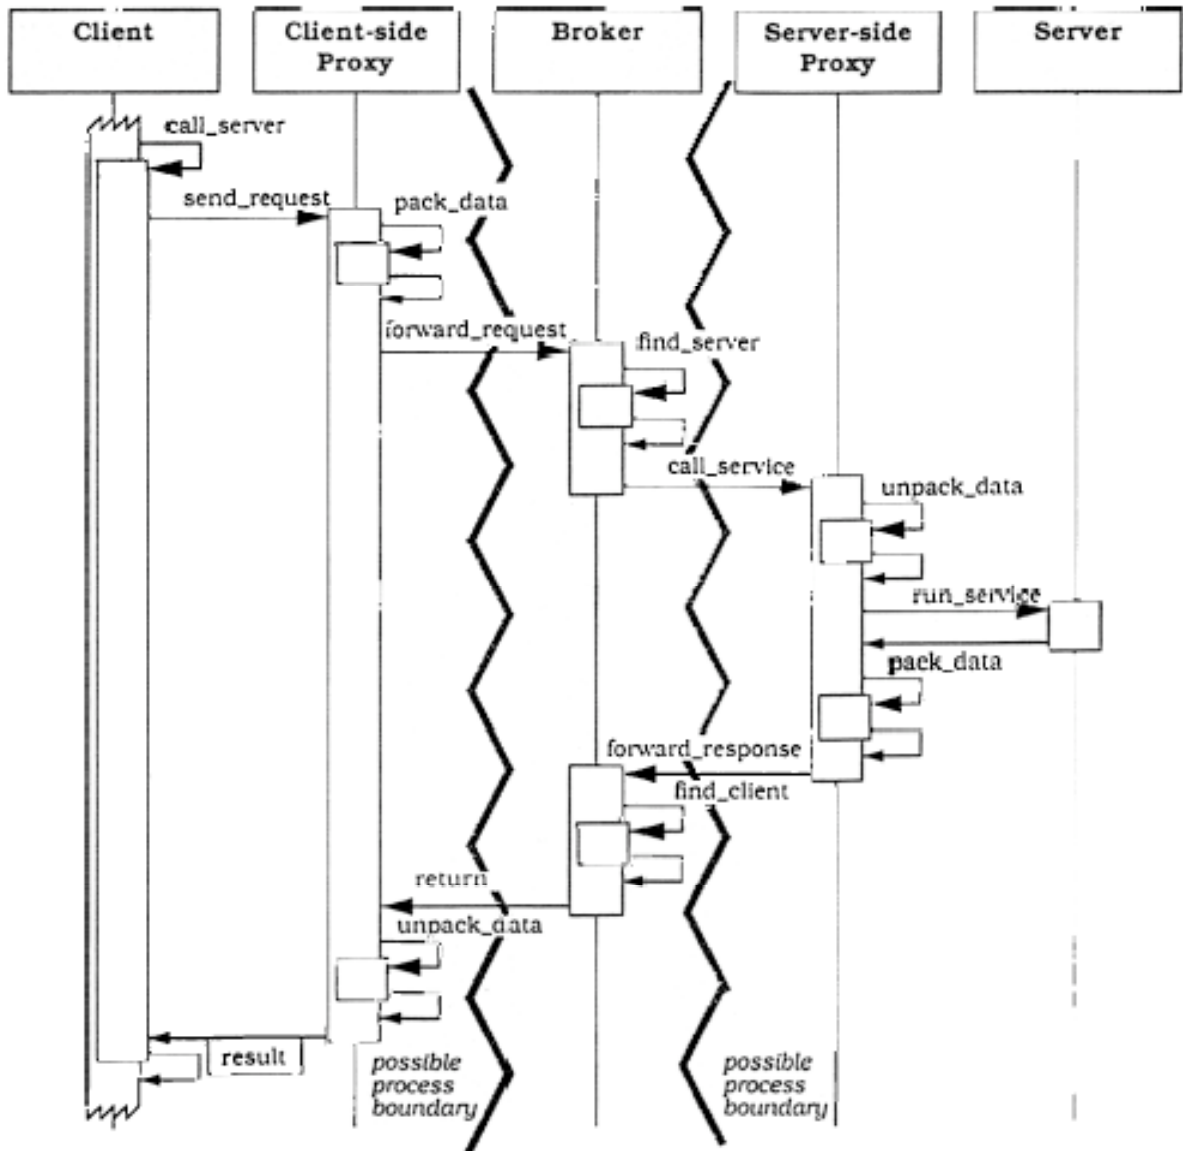 Client
Client-side
Proxy
Broker
Server-side
Proxy
Server
call_server
send_request
pack_data
forward_request
find_server
call_service
unpack_data
run_service
pack_data
forward_response
find_client
return
unpack_data
result
possible
process
boundary
possible
process
boundary